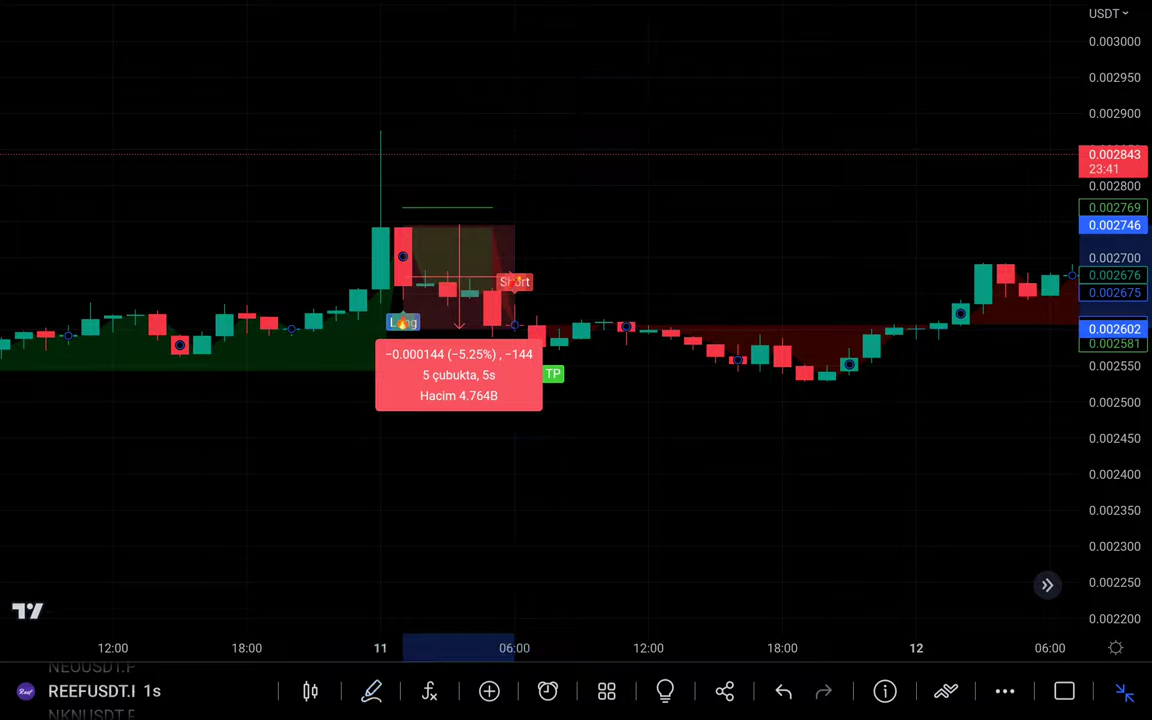 USDT
0.003000
0.002950
0.002900
0.002843
23:41
0.002800
0.002769
0.002746
0.002700
0.002676
0.002675
0.002602
0.002581
0.002550
0.002500
0.002450
0.002400
0.002350
0.002300
0.002250
0.002200
Short
Long
−0.000144 (−5.25%) , −144
5 çubukta, 5s
Hacim 4.764B
TP
12:00 18:00 11 06:00 12:00 18:00 12 06:00
NEOUSDT.P
REEFUSDT.I 1s
NKNUSDT.P